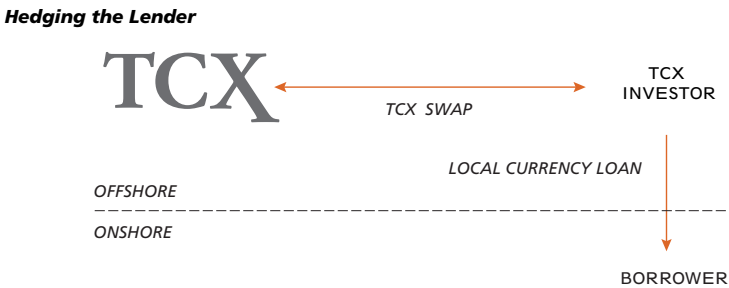 Hedging the Lender
TCX
TCX
INVESTOR
TCX SWAP
LOCAL CURRENCY LOAN
OFFSHORE
ONSHORE
BORROWER